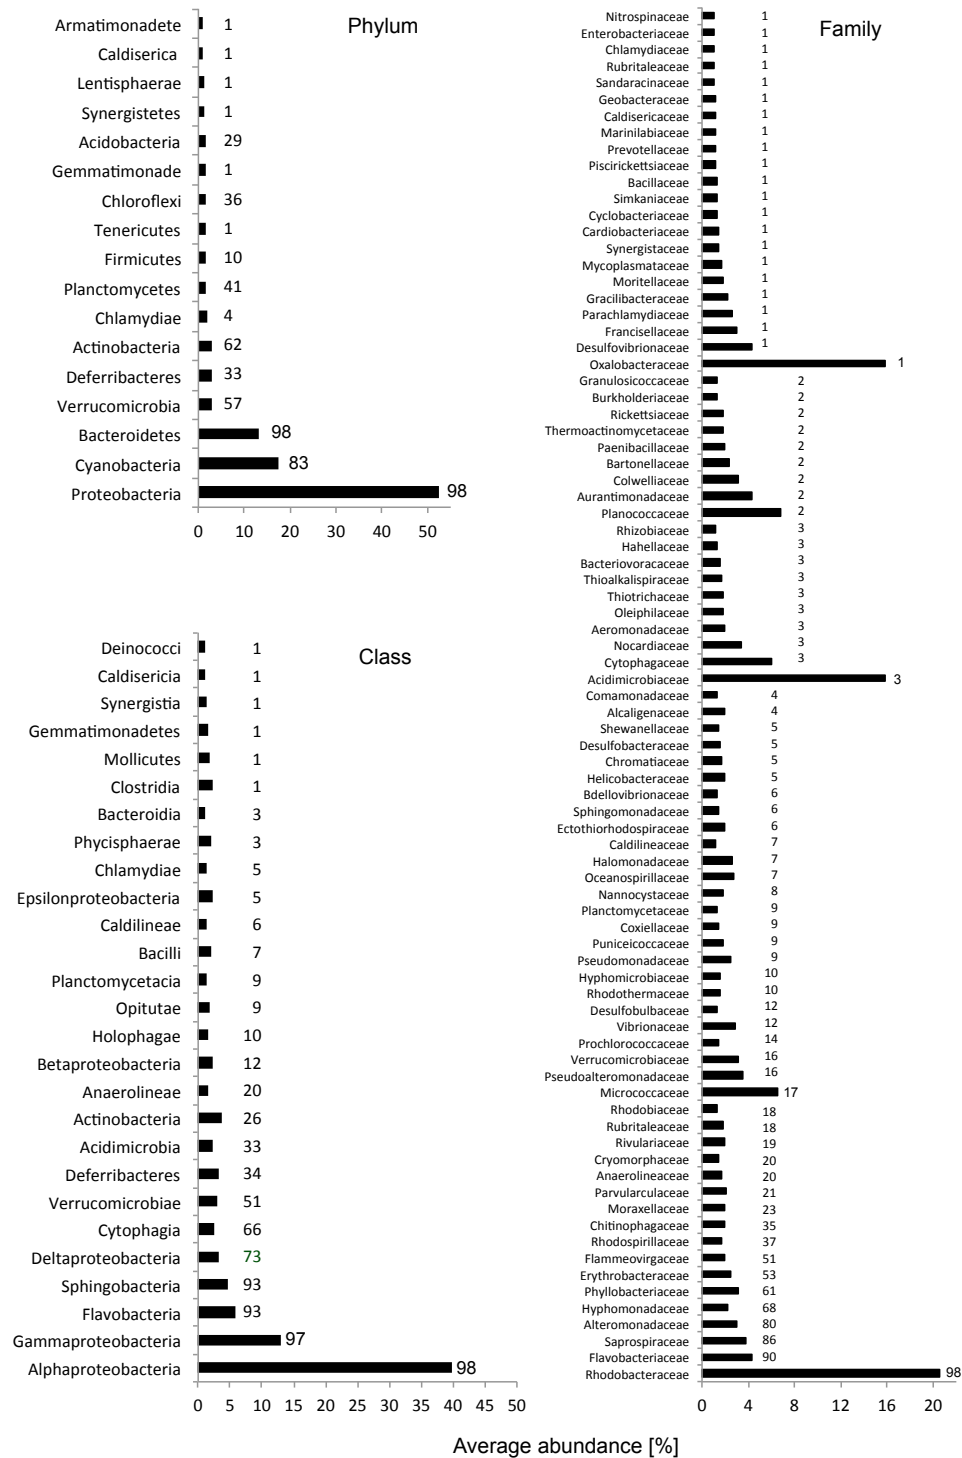 Phylum
Armatimonadete 1
Caldiserica 1
Lentisphaerae 1
Synergistetes 1
Acidobacteria 29
Gemmatimonade 1
Chloroflexi 36
Tenericutes 1
Firmicutes 10
Planctomycetes 41
Chlamydiae 4
Actinobacteria 62
Deferribacteres 33
Verrucomicrobia 57
Bacteroidetes 98
Cyanobacteria 83
Proteobacteria 98
0 10 20 30 40 50
Class
Deinococci 1
Caldisericia 1
Synergistia 1
Gemmatimonadetes 1
Mollicutes 1
Clostridia 1
Bacteroidia 3
Phycisphaerae 3
Chlamydiae 5
Epsilonproteobacteria 5
Caldilineae 6
Bacilli 7
Planctomycetacia 9
Opitutae 9
Holophagae 10
Betaproteobacteria 12
Anaerolineae 20
Actinobacteria 26
Acidimicrobia 33
Deferribacteres 34
Verrucomicrobiae 51
Cytophagia 66
Deltaproteobacteria 73
Sphingobacteria 93
Flavobacteria 93
Gammaproteobacteria 97
Alphaproteobacteria 98
0 5 10 15 20 25 30 35 40 45 50
Family
Nitrospinaceae 1
Enterobacteriaceae 1
Chlamydiaceae 1
Rubritaleaceae 1
Sandaracinaceae 1
Geobacteraceae 1
Caldisericaceae 1
Marinilabiaceae 1
Prevotellaceae 1
Piscirickettsiaceae 1
Bacillaceae 1
Simkaniaceae 1
Cyclobacteriaceae 1
Cardiobacteriaceae 1
Synergistaceae 1
Mycoplasmataceae 1
Moritellaceae 1
Gracilibacteraceae 1
Parachlamydiaceae 1
Francisellaceae 1
Desulfovibrionaceae 1
Oxalobacteraceae 1
Granulosicoccaceae 2
Burkholderiaceae 2
Rickettsiaceae 2
Thermoactinomycetaceae 2
Paenibacillaceae 2
Bartonellaceae 2
Colwelliaceae 2
Aurantimonadaceae 2
Planococcaceae 2
Rhizobiaceae 3
Hahellaceae 3
Bacteriovoracaceae 3
Thioalkalispiraceae 3
Thiotrichaceae 3
Oleiphilaceae 3
Aeromonadaceae 3
Nocardiaceae 3
Cytophagaceae 3
Acidimicrobiaceae 3
Comamonadaceae 4
Alcaligenaceae 4
Shewanellaceae 5
Desulfobacteraceae 5
Chromatiaceae 5
Helicobacteraceae 5
Bdellovibrionaceae 6
Sphingomonadaceae 6
Ectothiorhodospiraceae 6
Caldilineaceae 7
Halomonadaceae 7
Oceanospirillaceae 7
Nannocystaceae 8
Planctomycetaceae 9
Coxiellaceae 9
Puniceicoccaceae 9
Pseudomonadaceae 9
Hyphomicrobiaceae 10
Rhodothermaceae 10
Desulfobulbaceae 12
Vibrionaceae 12
Prochlorococcaceae 14
Verrucomicrobiaceae 16
Pseudoalteromonadaceae 16
Micrococcaceae 17
Rhodobiaceae 18
Rubritaleaceae 18
Rivulariaceae 19
Cryomorphaceae 20
Anaerolineaceae 20
Parvularculaceae 21
Moraxellaceae 23
Chitinophagaceae 35
Rhodospirillaceae 37
Flammeovirgaceae 51
Erythrobacteraceae 53
Phyllobacteriaceae 61
Hyphomonadaceae 68
Alteromonadaceae 80
Saprospiraceae 86
Flavobacteriaceae 90
Rhodobacteraceae 98
0 4 8 12 16 20
Average abundance [%]